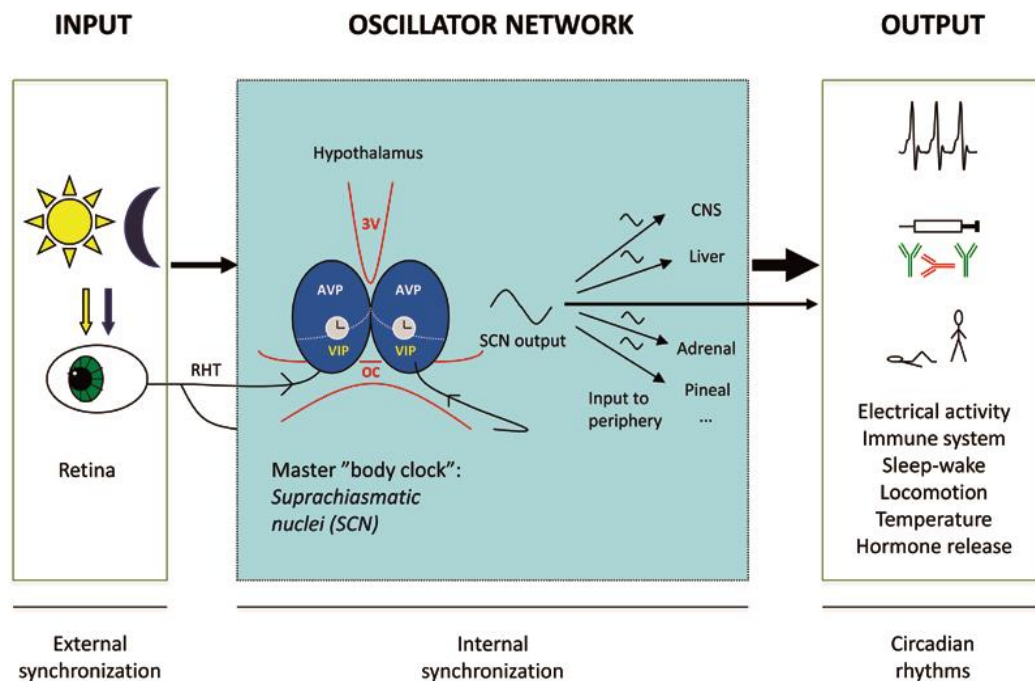 INPUT
OSCILLATOR NETWORK
OUTPUT
Hypothalamus
3V
AVP
AVP
VIP
VIP
OC
RHT
Retina
Master ”body clock”:
Suprachiasmatic
nuclei (SCN)
SCN output
CNS
Liver
Adrenal
Pineal
...
Input to
periphery
Electrical activity
Immune system
Sleep-wake
Locomotion
Temperature
Hormone release
External
synchronization
Internal
synchronization
Circadian
rhythms